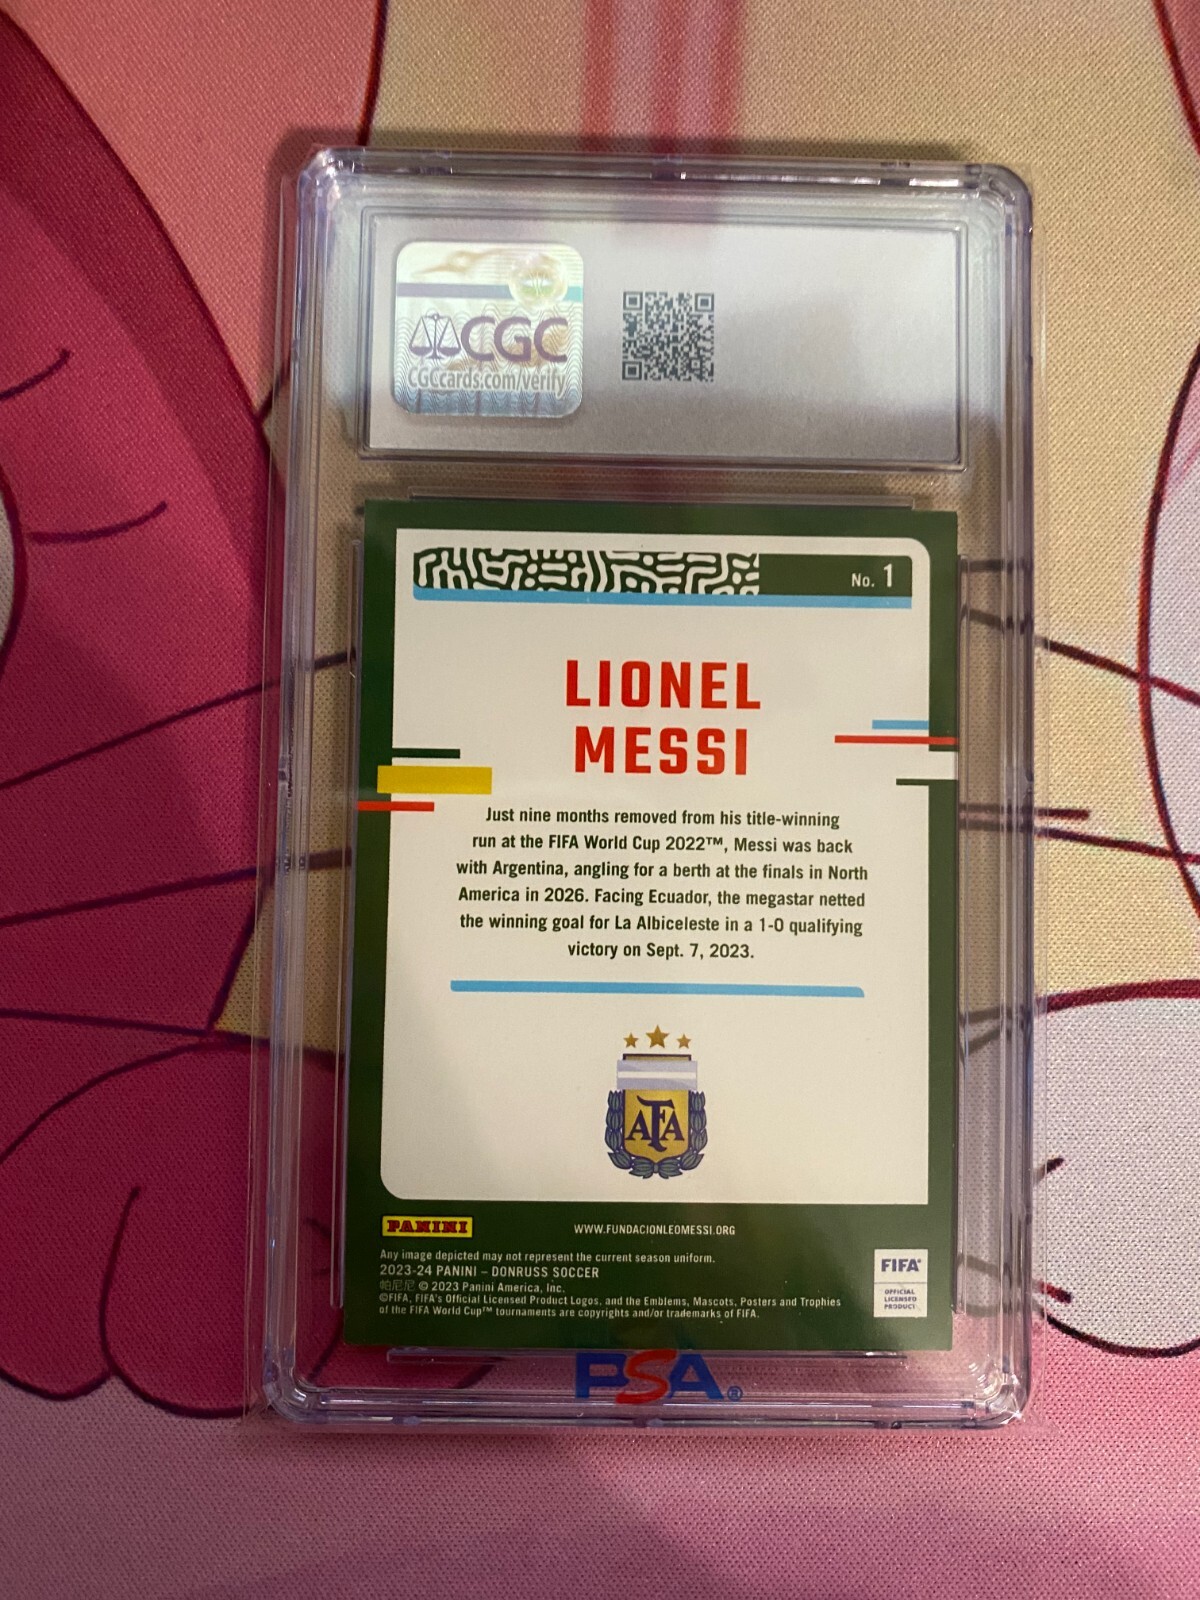 CGC
CGCcards.com/verify
No. 1
LIONEL
MESSI
Just nine months removed from his title-winning
run at the FIFA World Cup 2022™, Messi was back
with Argentina, angling for a berth at the finals in North
America in 2026. Facing Ecuador, the megastar netted
the winning goal for La Albiceleste in a 1-0 qualifying
victory on Sept. 7, 2023.
AFA
PANINI
WWW.FUNDACIONLEOMESSI.ORG
Any image depicted may not represent the current season uniform.
2023-24 PANINI – DONRUSS SOCCER
帕尼尼 © 2023 Panini America, Inc.
©FIFA, FIFA's Official Licensed Product Logos, and the Emblems, Mascots, Posters and Trophies
of the FIFA World Cup™ tournaments are copyrights and/or trademarks of FIFA.
FIFA®
OFFICIAL
LICENSED
PRODUCT
PSA®